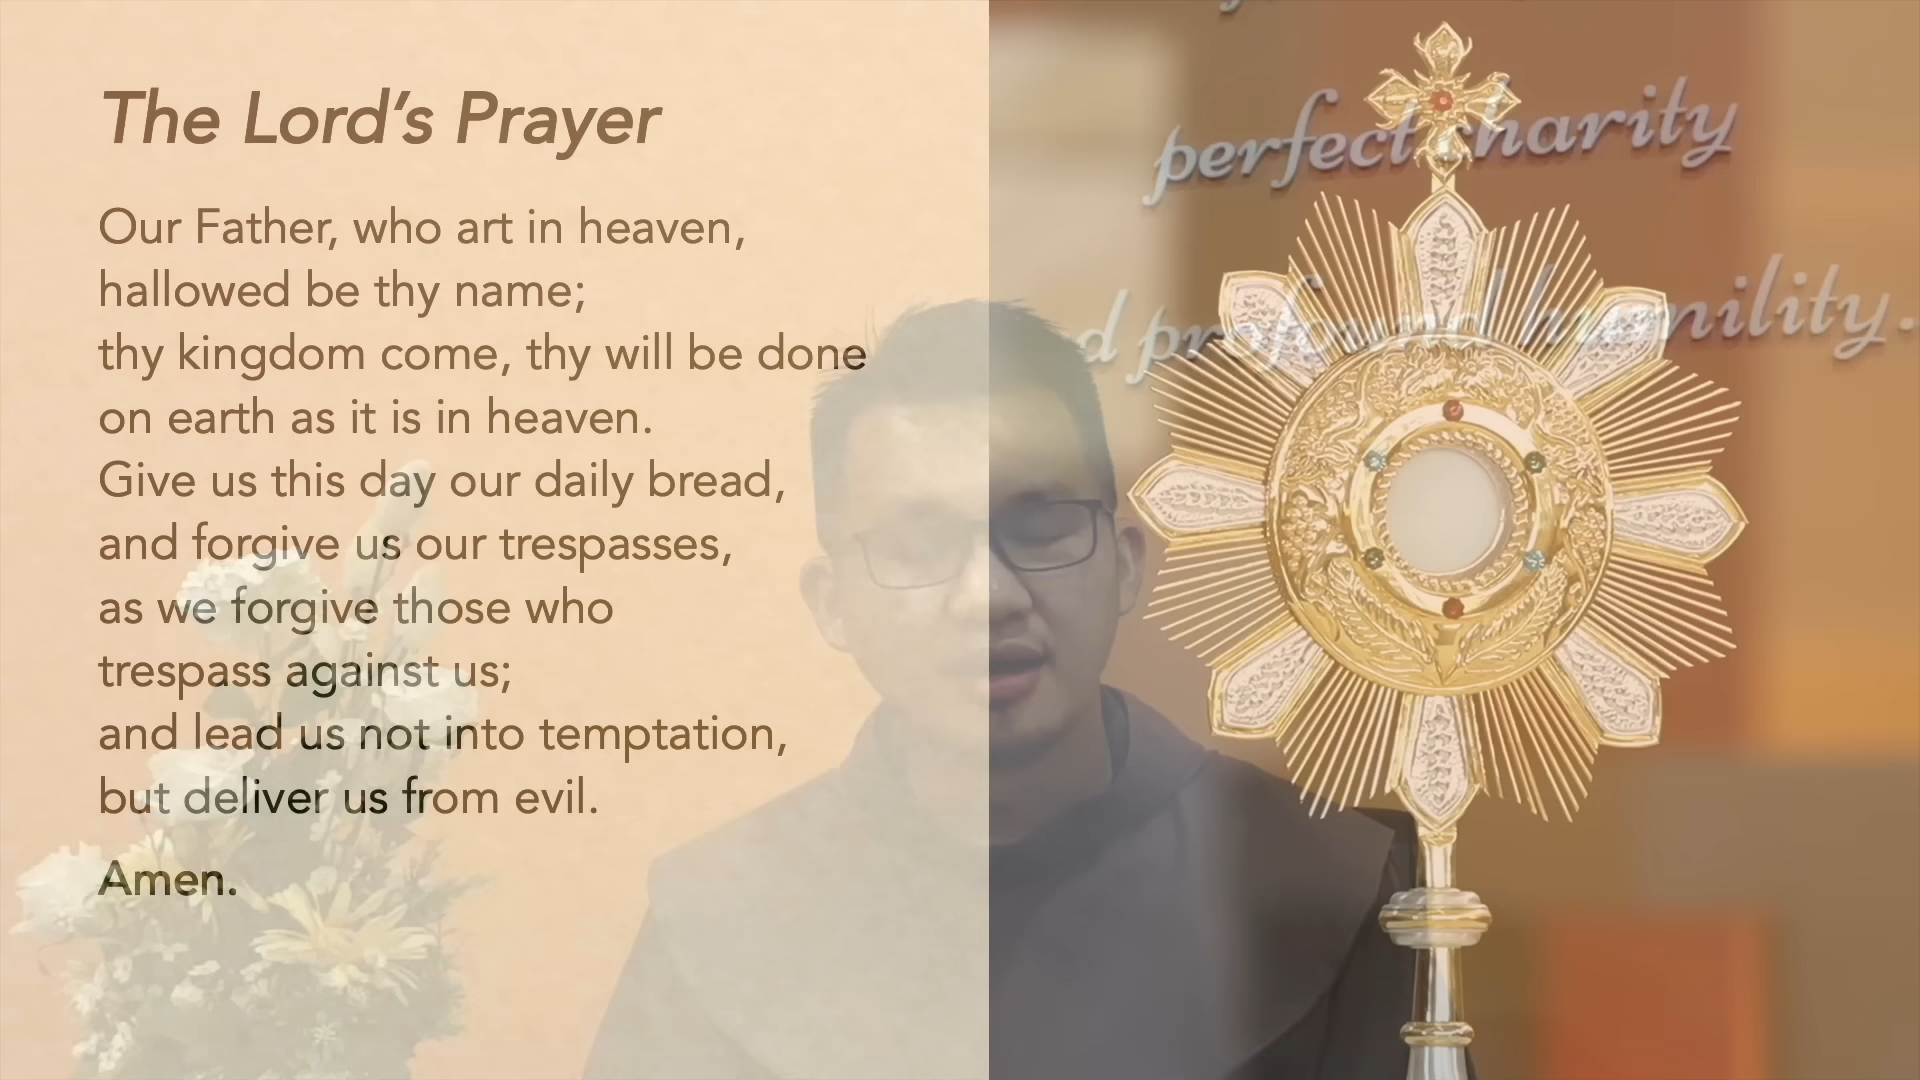 The Lord's Prayer
Our Father, who art in heaven,
hallowed be thy name;
thy kingdom come, thy will be done
on earth as it is in heaven.
Give us this day our daily bread,
and forgive us our trespasses,
as we forgive those who
trespass against us;
and lead us not into temptation,
but deliver us from evil.
Amen.
perfect charity
d profound humility.